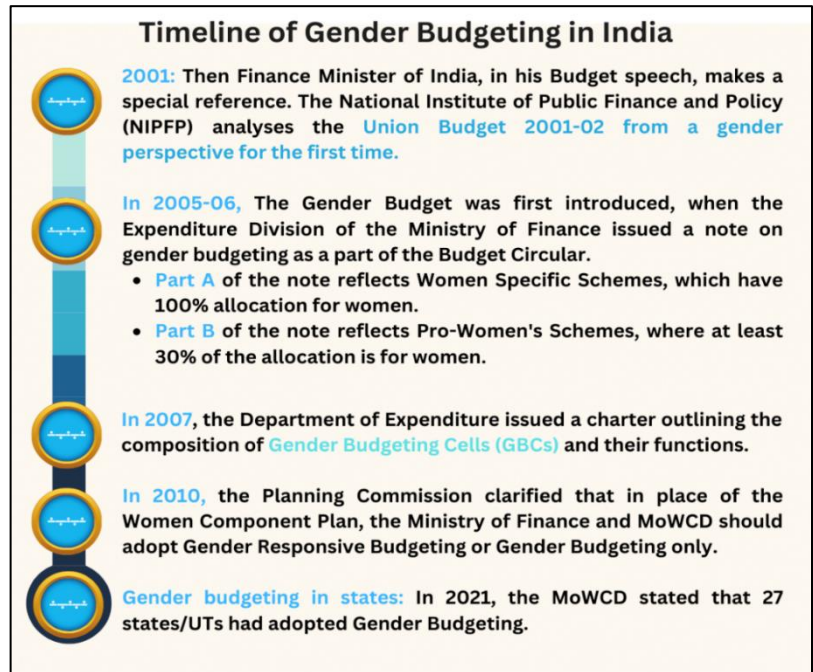 Timeline of Gender Budgeting in India
2001: Then Finance Minister of India, in his Budget speech, makes a
special reference. The National Institute of Public Finance and Policy
(NIPFP) analyses the Union Budget 2001-02 from a gender
perspective for the first time.
In 2005-06, The Gender Budget was first introduced, when the
Expenditure Division of the Ministry of Finance issued a note on
gender budgeting as a part of the Budget Circular.
• Part A of the note reflects Women Specific Schemes, which have
100% allocation for women.
• Part B of the note reflects Pro-Women's Schemes, where at least
30% of the allocation is for women.
In 2007, the Department of Expenditure issued a charter outlining the
composition of Gender Budgeting Cells (GBCs) and their functions.
In 2010, the Planning Commission clarified that in place of the
Women Component Plan, the Ministry of Finance and MoWCD should
adopt Gender Responsive Budgeting or Gender Budgeting only.
Gender budgeting in states: In 2021, the MoWCD stated that 27
states/UTs had adopted Gender Budgeting.